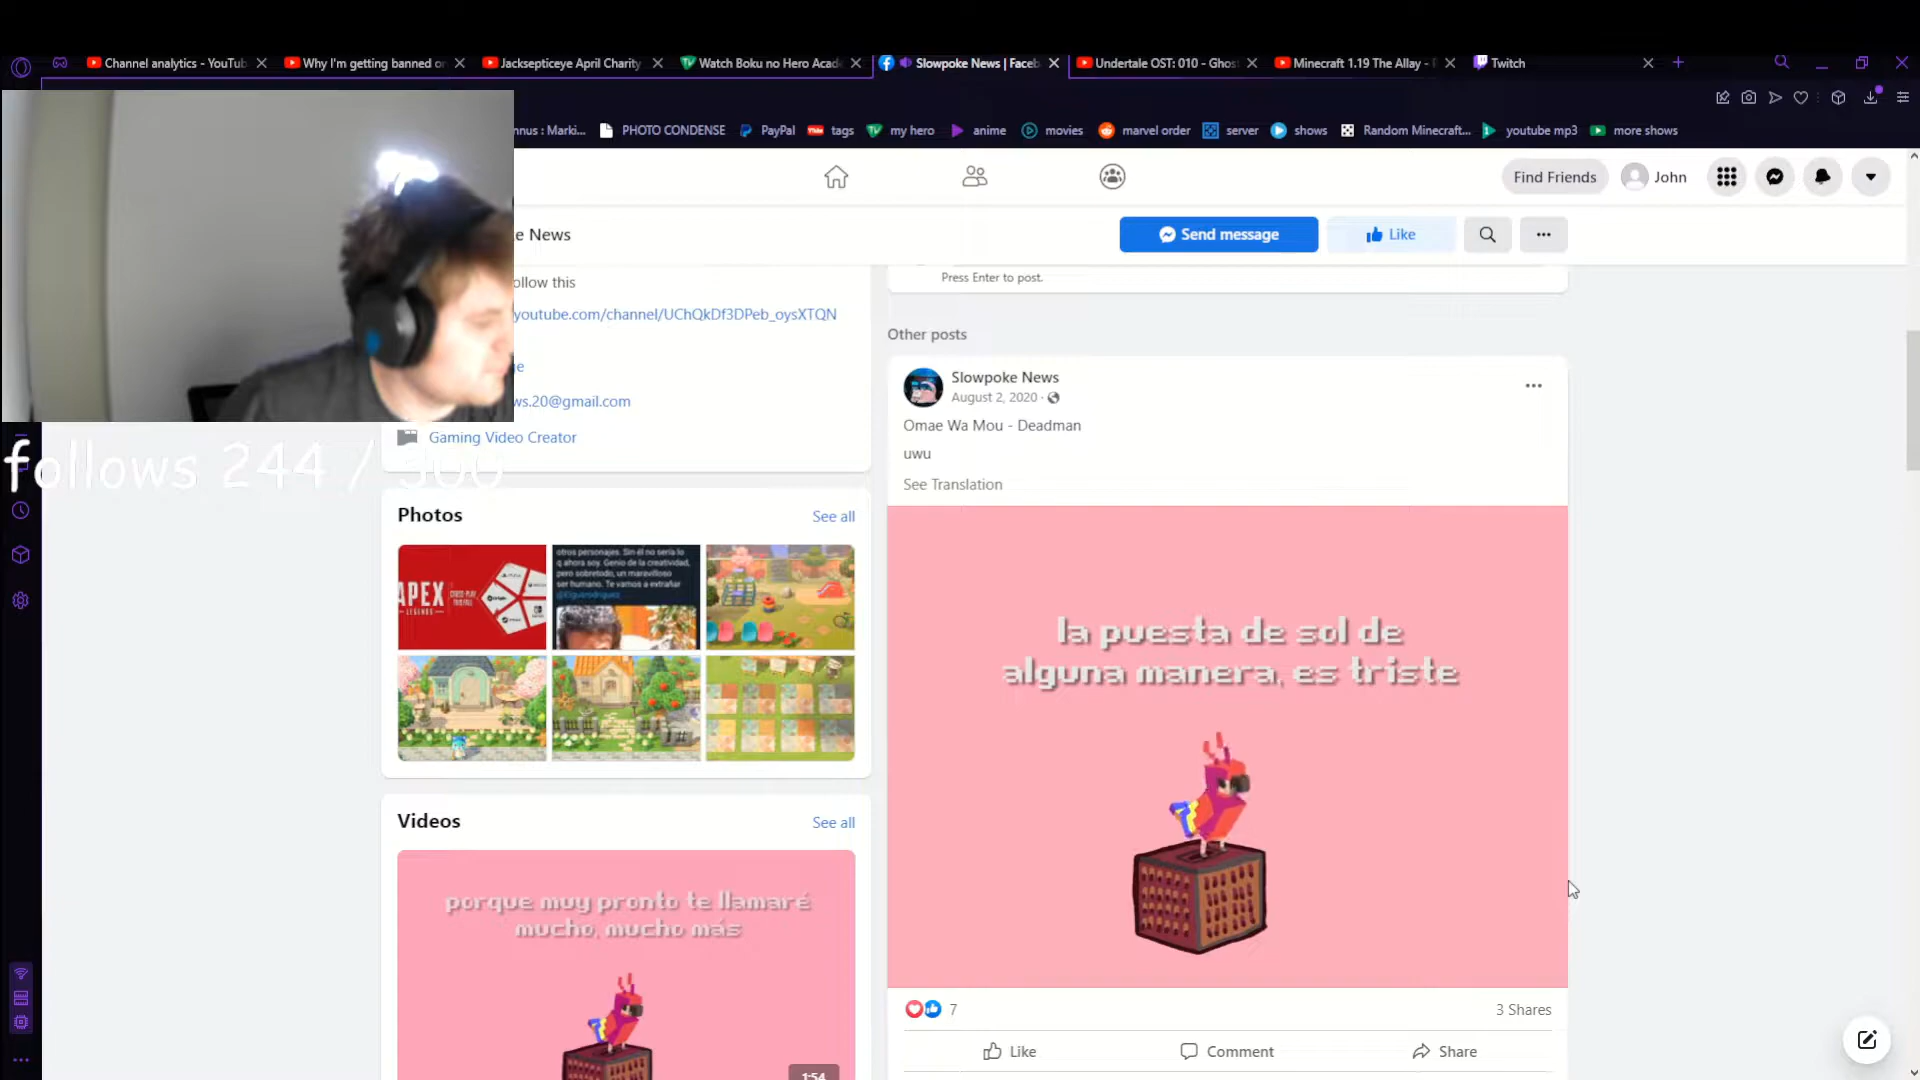 Channel analytics - YouTub
Why I'm getting banned or
Jacksepticeye April Charity
Watch Boku no Hero Acade
Slowpoke News | Faceb
Undertale OST: 010 - Ghos
Minecraft 1.19 The Allay -
Twitch
nnus : Marki...
PHOTO CONDENSE
PayPal
tags
my hero
anime
movies
marvel order
server
shows
Random Minecraft...
youtube mp3
more shows
Find Friends
John
e News
Send message
Like
ollow this
youtube.com/channel/UChQkDf3DPeb_oysXTQN
e
ws.20@gmail.com
Gaming Video Creator
follows 244 / 300
Photos
See all
APEX
LEGENDS
otros personajes. Sin él no sería lo
q ahora soy. Genio de la creatividad,
pero sobretodo, un maravilloso
ser humano. Te vamos a extrañar
Videos
See all
porque muy pronto te llamaré
mucho, mucho más
1:54
Press Enter to post.
Other posts
Slowpoke News
August 2, 2020 ·
Omae Wa Mou - Deadman
uwu
See Translation
la puesta de sol de
alguna manera, es triste
7
3 Shares
Like
Comment
Share